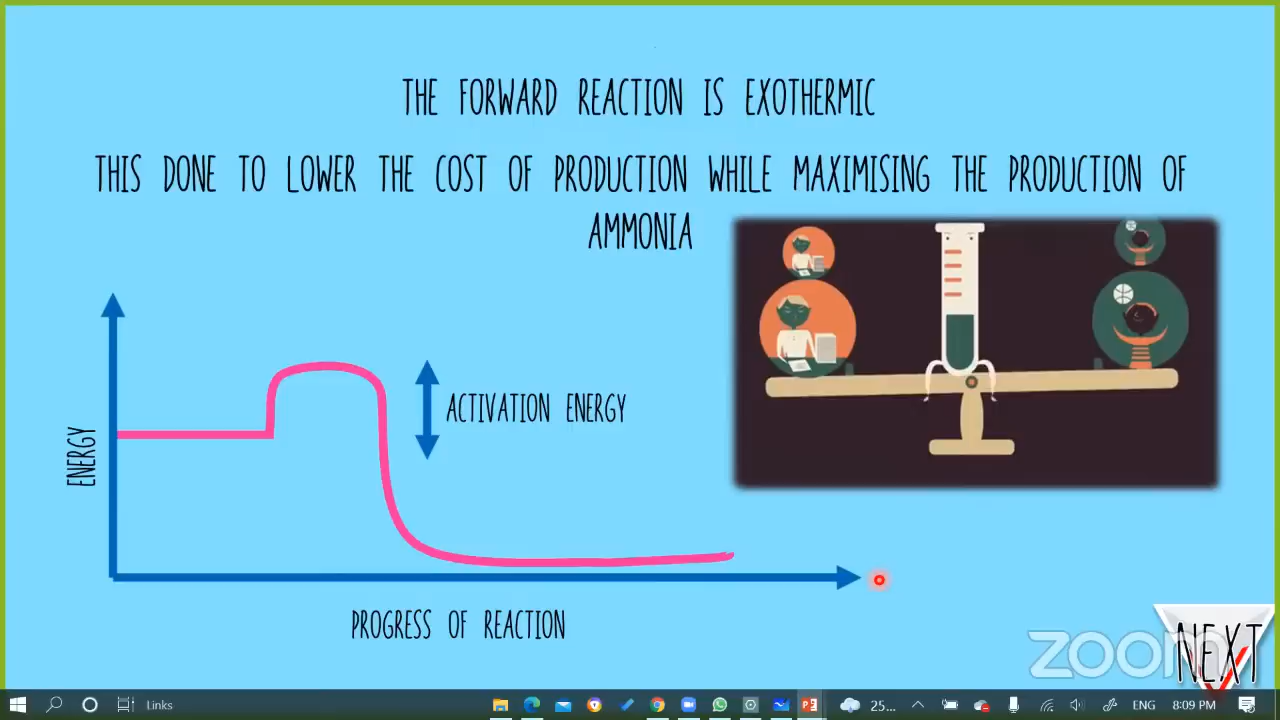 THE FORWARD REACTION IS EXOTHERMIC
THIS DONE TO LOWER THE COST OF PRODUCTION WHILE MAXIMISING THE PRODUCTION OF
AMMONIA
ACTIVATION ENERGY
ENERGY
PROGRESS OF REACTION
NEXT
zoom
Links
25...
ENG
8:09 PM